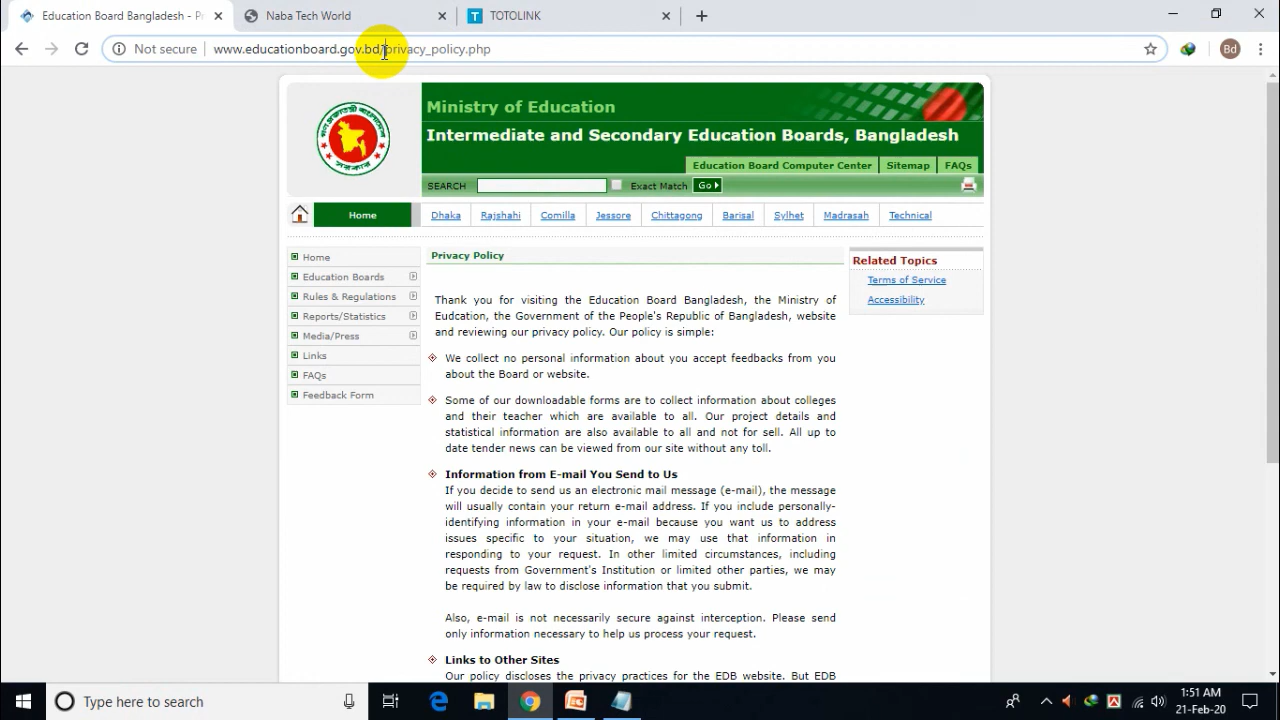 Education Board Bangladesh - Pr
Naba Tech World
TOTOLINK
Not secure
www.educationboard.gov.bd/privacy_policy.php
Bd
Ministry of Education
Intermediate and Secondary Education Boards, Bangladesh
Education Board Computer Center
Sitemap
FAQs
SEARCH
Exact Match
Go
Home
Dhaka
Rajshahi
Comilla
Jessore
Chittagong
Barisal
Sylhet
Madrasah
Technical
Home
Education Boards
Rules & Regulations
Reports/Statistics
Media/Press
Links
FAQs
Feedback Form
Privacy Policy
Thank you for visiting the Education Board Bangladesh, the Ministry of
Eudcation, the Government of the People's Republic of Bangladesh, website
and reviewing our privacy policy. Our policy is simple:
We collect no personal information about you accept feedbacks from you
about the Board or website.
Some of our downloadable forms are to collect information about colleges
and their teacher which are available to all. Our project details and
statistical information are also available to all and not for sell. All up to
date tender news can be viewed from our site without any toll.
Information from E-mail You Send to Us
If you decide to send us an electronic mail message (e-mail), the message
will usually contain your return e-mail address. If you include personally-
identifying information in your e-mail because you want us to address
issues specific to your situation, we may use that information in
responding to your request. In other limited circumstances, including
requests from Government's Institution or limited other parties, we may
be required by law to disclose information that you submit.
Also, e-mail is not necessarily secure against interception. Please send
only information necessary to help us process your request.
Links to Other Sites
Our policy discloses the privacy practices for the EDB website. But EDB
Related Topics
Terms of Service
Accessibility
Type here to search
1:51 AM
21-Feb-20